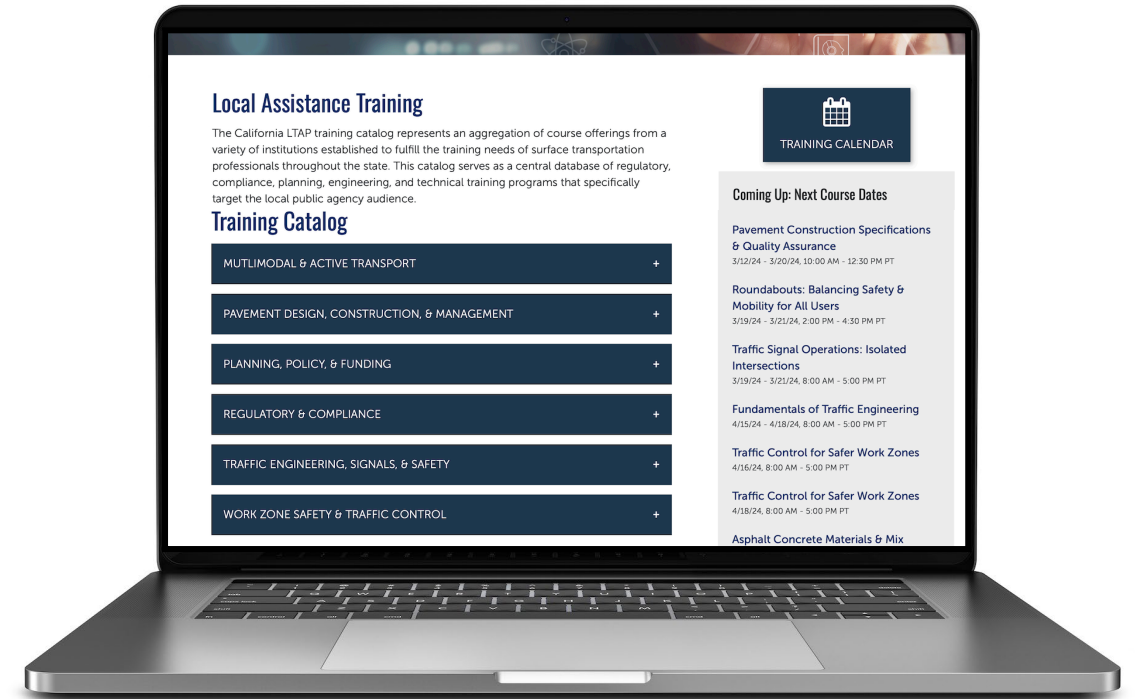 Local Assistance Training
The California LTAP training catalog represents an aggregation of course offerings from a
variety of institutions established to fulfill the training needs of surface transportation
professionals throughout the state. This catalog serves as a central database of regulatory,
compliance, planning, engineering, and technical training programs that specifically
target the local public agency audience.
Training Catalog
MUTLIMODAL & ACTIVE TRANSPORT +
PAVEMENT DESIGN, CONSTRUCTION, & MANAGEMENT +
PLANNING, POLICY, & FUNDING +
REGULATORY & COMPLIANCE +
TRAFFIC ENGINEERING, SIGNALS, & SAFETY +
WORK ZONE SAFETY & TRAFFIC CONTROL +
TRAINING CALENDAR
Coming Up: Next Course Dates
Pavement Construction Specifications
& Quality Assurance
3/12/24 - 3/20/24, 10:00 AM - 12:30 PM PT
Roundabouts: Balancing Safety &
Mobility for All Users
3/19/24 - 3/21/24, 2:00 PM - 4:30 PM PT
Traffic Signal Operations: Isolated
Intersections
3/19/24 - 3/21/24, 8:00 AM - 5:00 PM PT
Fundamentals of Traffic Engineering
4/15/24 - 4/18/24, 8:00 AM - 5:00 PM PT
Traffic Control for Safer Work Zones
4/16/24, 8:00 AM - 5:00 PM PT
Traffic Control for Safer Work Zones
4/18/24, 8:00 AM - 5:00 PM PT
Asphalt Concrete Materials & Mix